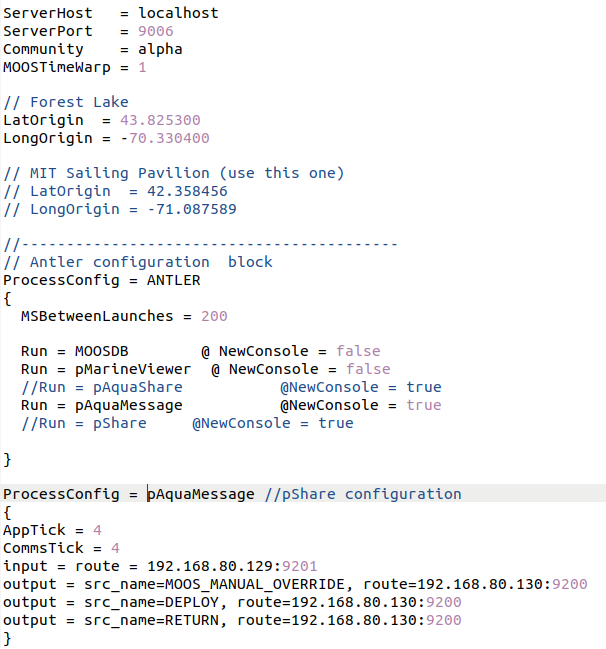 ServerHost   = localhost
ServerPort   = 9006
Community    = alpha
MOOSTimeWarp = 1

// Forest Lake
LatOrigin  = 43.825300
LongOrigin = -70.330400

// MIT Sailing Pavilion (use this one)
// LatOrigin  = 42.358456
// LongOrigin = -71.087589

//------------------------------------------
// Antler configuration  block
ProcessConfig = ANTLER
{
  MSBetweenLaunches = 200

  Run = MOOSDB        @ NewConsole = false
  Run = pMarineViewer  @ NewConsole = false
  //Run = pAquaShare           @NewConsole = true
  Run = pAquaMessage           @NewConsole = true
  //Run = pShare     @NewConsole = true

}

ProcessConfig = pAquaMessage //pShare configuration
{
AppTick = 4
CommsTick = 4
input = route = 192.168.80.129:9201
output = src_name=MOOS_MANUAL_OVERRIDE, route=192.168.80.130:9200
output = src_name=DEPLOY, route=192.168.80.130:9200
output = src_name=RETURN, route=192.168.80.130:9200
}